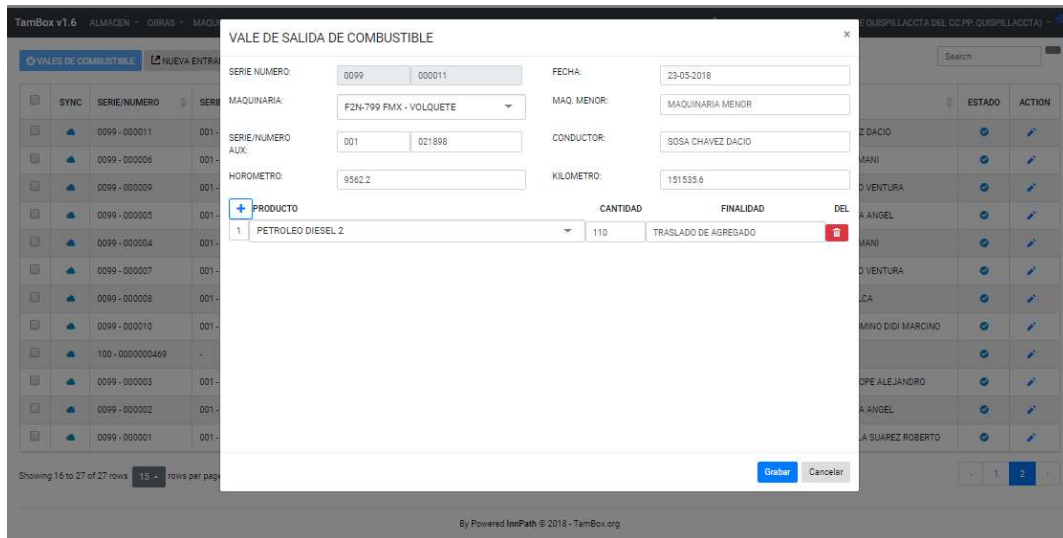 TamBox v1.6 ALMACEN OBRAS MAQU
E QUISPILLACCTA DEL CC.PP. QUISPILLACCTA)
VALE DE SALIDA DE COMBUSTIBLE ×
VALES DE COMBUSTIBLE NUEVA ENTRA
Search
SERIE NUMERO: 0099 000011 FECHA: 23-05-2018
MAQUINARIA: F2N-799 FMX - VOLQUETE MAQ. MENOR: MAQUINARIA MENOR
SERIE/NUMERO AUX: 001 021898 CONDUCTOR: SOSA CHAVEZ DACIO
HOROMETRO: 9562.2 KILOMETRO: 151535.6
+ PRODUCTO CANTIDAD FINALIDAD DEL
1 PETROLEO DIESEL 2 110 TRASLADO DE AGREGADO
Grabar Cancelar
SYNC SERIE/NUMERO SERIE ESTADO ACTION
0099 - 000011 001 - Z DACIO
0099 - 000006 001 - MANI
0099 - 000009 001 - O VENTURA
0099 - 000005 001 - A ANGEL
0099 - 000004 001 - MANI
0099 - 000007 001 - O VENTURA
0099 - 000008 001 - LCA
0099 - 000010 001 - MINO DIDI MARCINO
100 - 0000000469 -
0099 - 000003 001 - OPE ALEJANDRO
0099 - 000002 001 - A ANGEL
0099 - 000001 001 - LA SUAREZ ROBERTO
Showing 16 to 27 of 27 rows 15 rows per page
‹ 1 2 ›
By Powered InnPath © 2018 - TamBox.org